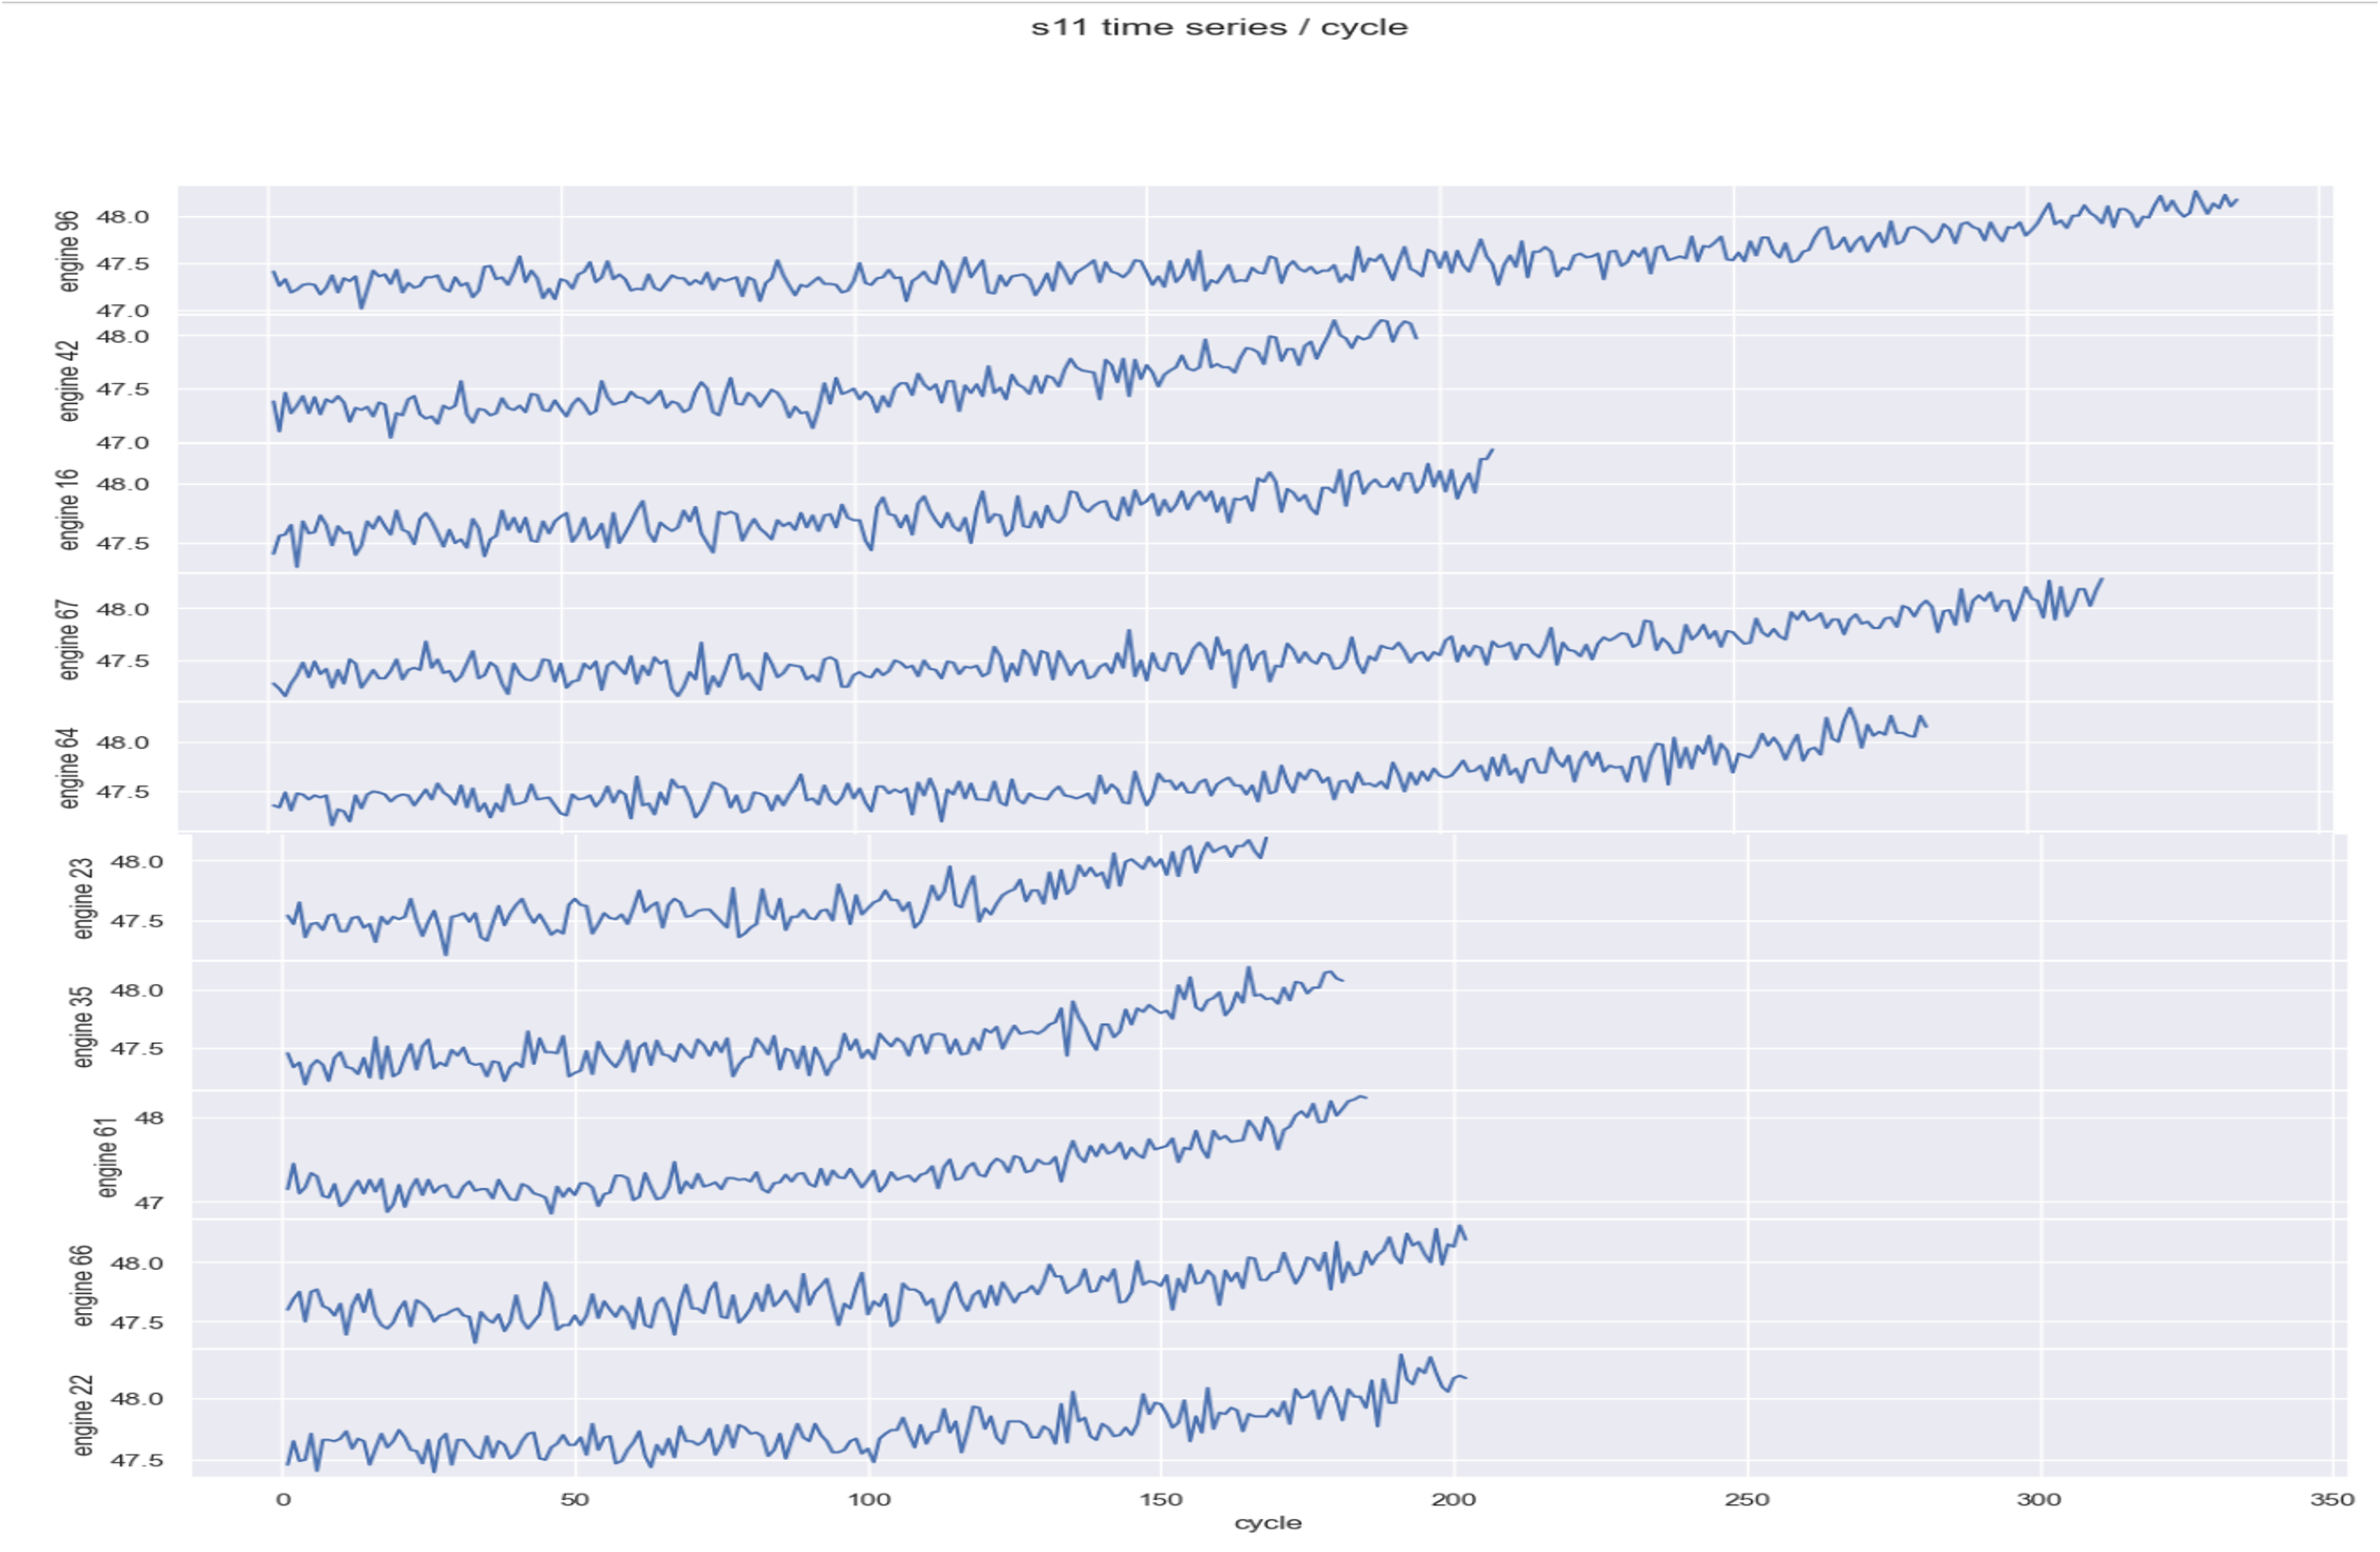 s11 time series / cycle
engine 96
48.0
47.5
47.0
engine 42
48.0
47.5
47.0
engine 16
48.0
47.5
engine 67
48.0
47.5
engine 64
48.0
47.5
engine 23
48.0
47.5
engine 35
48.0
47.5
engine 61
48
47
engine 66
48.0
47.5
engine 22
48.0
47.5
0 50 100 150 200 250 300 350
cycle